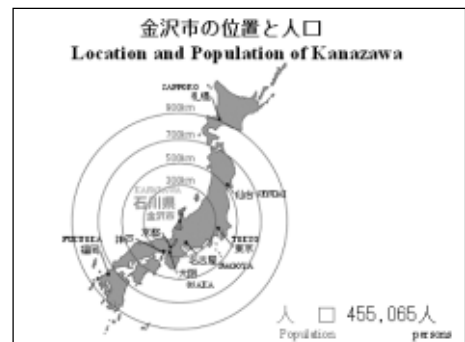 金沢市の位置と人口
Location and Population of Kanazawa
SAPPORO
札幌
900km
700km
500km
300km
KANAZAWA
石川県
金沢市
仙台 SENDAI
京都
神戸
FUKUOKA
福岡
TOKYO
東京
名古屋
NAGOYA
大阪
OSAKA
人 口 455,065人
Population persons